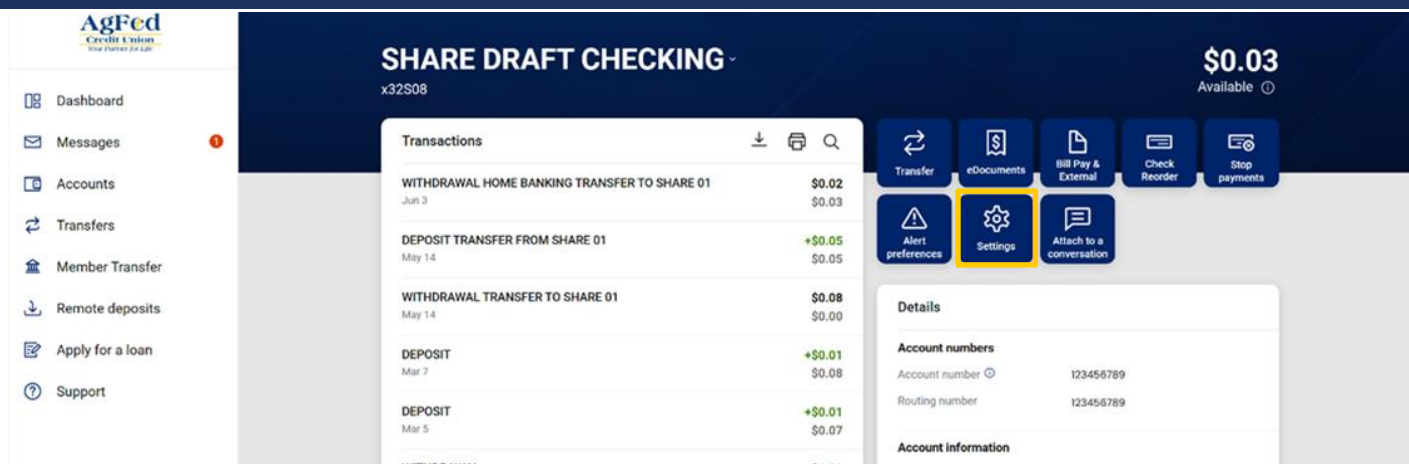 AgFed
Credit Union
Your Partner for Life
Dashboard
Messages 1
Accounts
Transfers
Member Transfer
Remote deposits
Apply for a loan
Support
SHARE DRAFT CHECKING
x32S08
$0.03
Available
Transactions
WITHDRAWAL HOME BANKING TRANSFER TO SHARE 01 $0.02
Jun 3 $0.03
DEPOSIT TRANSFER FROM SHARE 01 +$0.05
May 14 $0.05
WITHDRAWAL TRANSFER TO SHARE 01 $0.08
May 14 $0.00
DEPOSIT +$0.01
Mar 7 $0.08
DEPOSIT +$0.01
Mar 5 $0.07
Transfer
eDocuments
Bill Pay &
External
Check
Reorder
Stop
payments
Alert
preferences
Settings
Attach to a
conversation
Details
Account numbers
Account number 123456789
Routing number 123456789
Account information